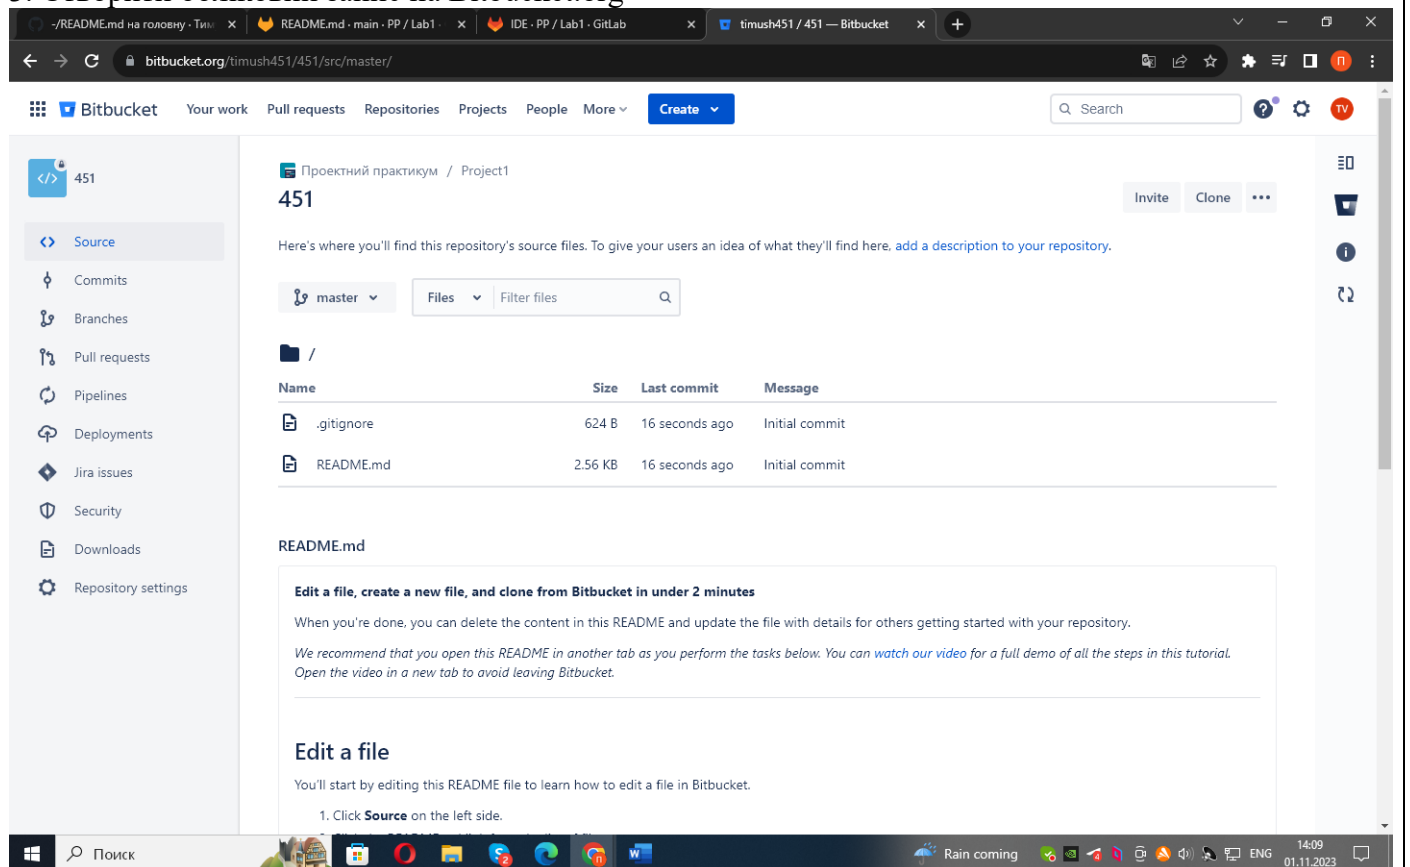 -/README.md на головну · Тим
README.md · main · PP / Lab1 ·
IDE · PP / Lab1 · GitLab
timush451 / 451 — Bitbucket
bitbucket.org/timush451/451/src/master/
П
Bitbucket Your work Pull requests Repositories Projects People More Create Search TV
451
Source
Commits
Branches
Pull requests
Pipelines
Deployments
Jira issues
Security
Downloads
Repository settings
Проектний практикум / Project1
451
Invite Clone
Here's where you'll find this repository's source files. To give your users an idea of what they'll find here, add a description to your repository.
master Files Filter files
/
Name Size Last commit Message
.gitignore 624 B 16 seconds ago Initial commit
README.md 2.56 KB 16 seconds ago Initial commit
README.md
Edit a file, create a new file, and clone from Bitbucket in under 2 minutes
When you're done, you can delete the content in this README and update the file with details for others getting started with your repository.
We recommend that you open this README in another tab as you perform the tasks below. You can watch our video for a full demo of all the steps in this tutorial.
Open the video in a new tab to avoid leaving Bitbucket.
Edit a file
You'll start by editing this README file to learn how to edit a file in Bitbucket.
1. Click Source on the left side.
Поиск
Rain coming
ENG
14:09
01.11.2023